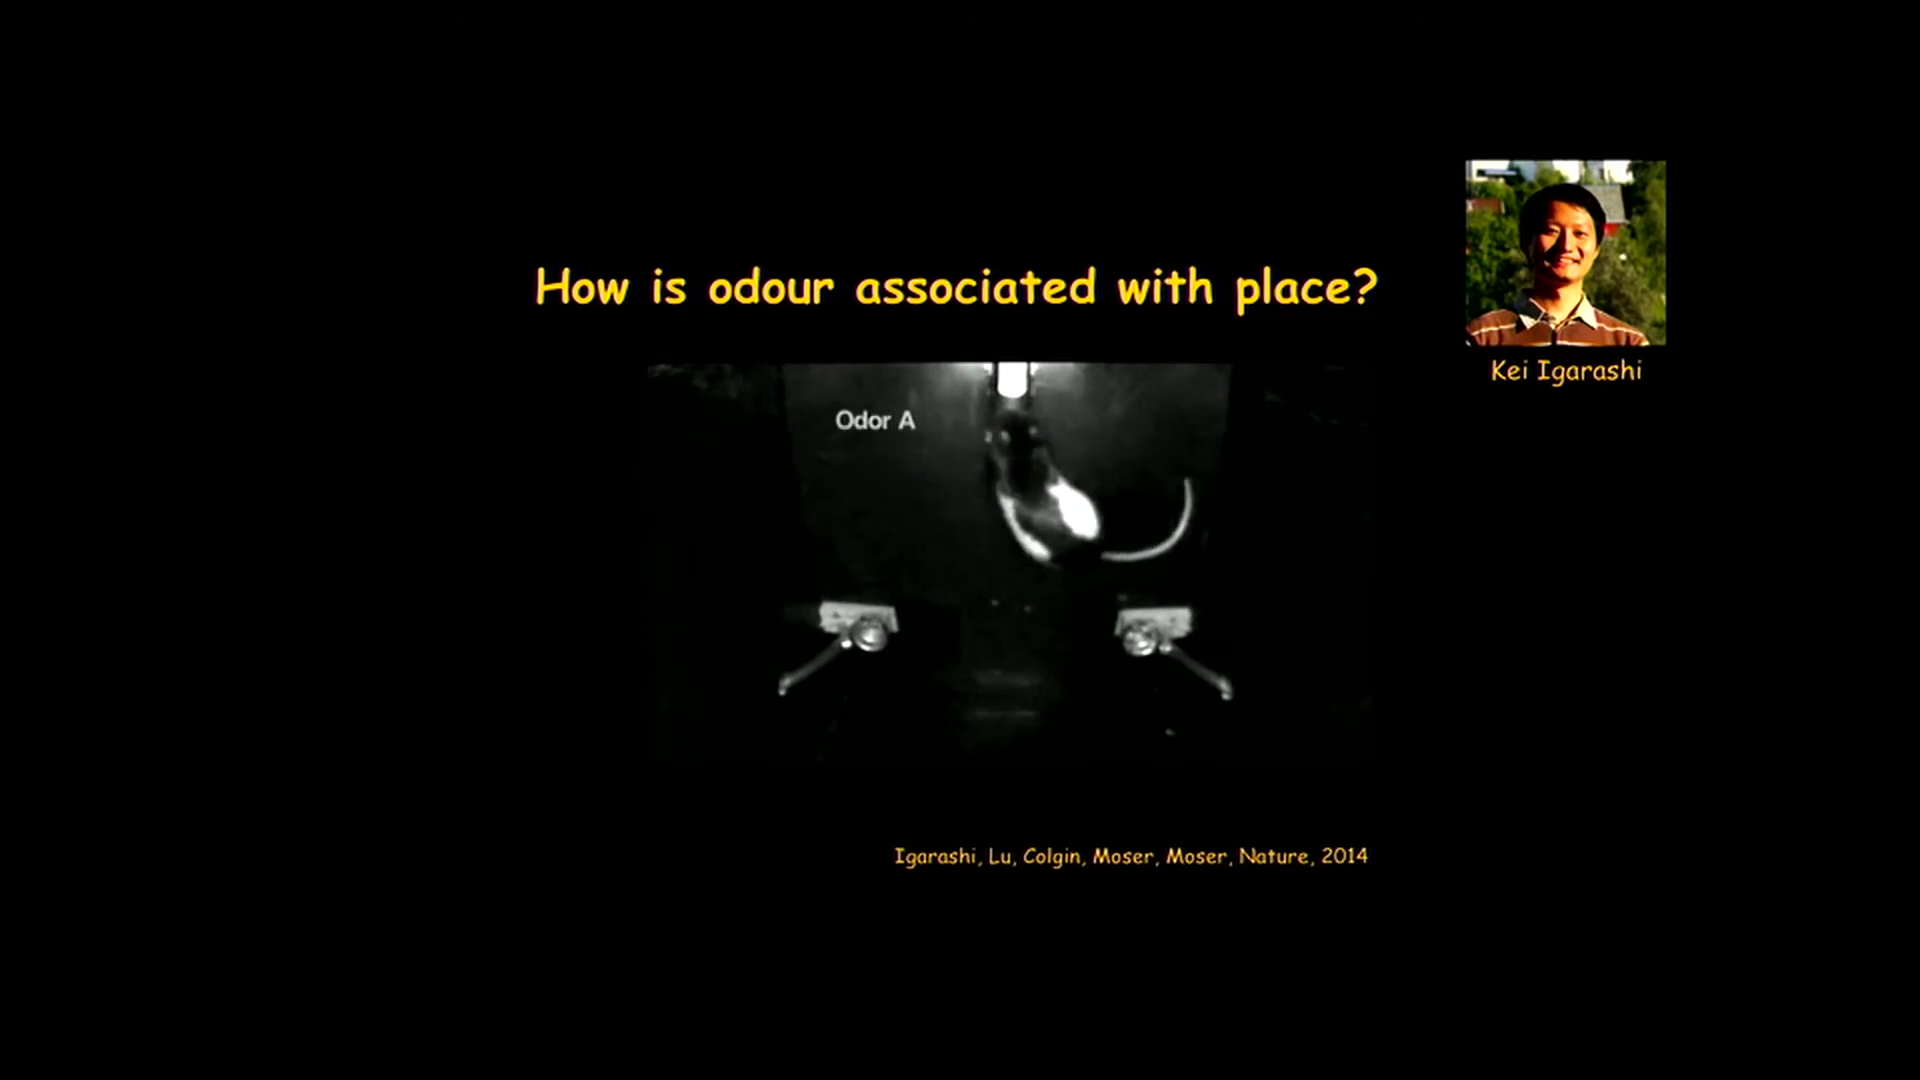 How is odour associated with place?
Kei Igarashi
Odor A
Igarashi, Lu, Colgin, Moser, Moser, Nature, 2014